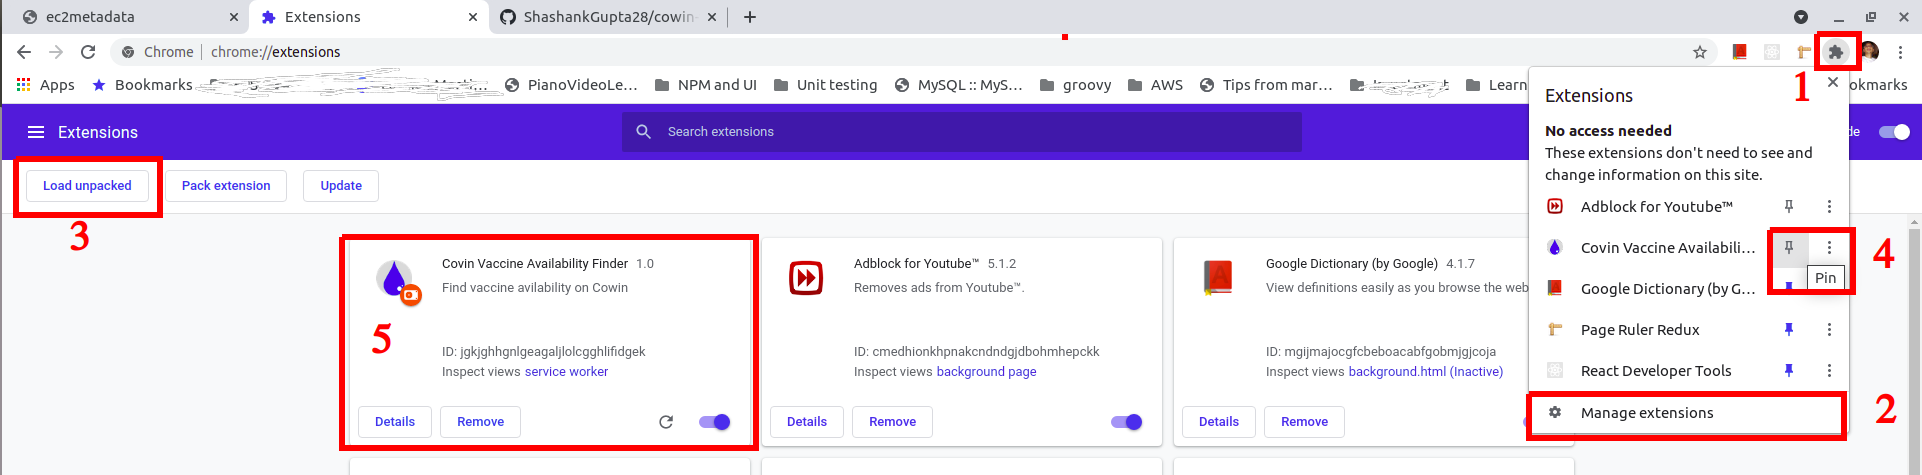 ec2metadata
Extensions
ShashankGupta28/cowin
Chrome | chrome://extensions
Apps
Bookmarks
PianoVideoLe…
NPM and UI
Unit testing
MySQL :: MyS…
groovy
AWS
Tips from mar…
Learn
okmarks
1
Extensions
Search extensions
de
Load unpacked
Pack extension
Update
3
Covin Vaccine Availability Finder 1.0
Find vaccine avilability on Cowin
5
ID: jgkjghhgnlgeagaljlolcgghlifidgek
Inspect views service worker
Details
Remove
Adblock for Youtube™ 5.1.2
Removes ads from Youtube™.
ID: cmedhionkhpnakcndndgjdbohmhepckk
Inspect views background page
Details
Remove
Google Dictionary (by Google) 4.1.7
View definitions easily as you browse the web
ID: mgijmajocgfcbeboacabfgobmjgjcoja
Inspect views background.html (Inactive)
Details
Remove
Extensions
No access needed
These extensions don't need to see and
change information on this site.
Adblock for Youtube™
Covin Vaccine Availabili…
4
Pin
Google Dictionary (by G…
Page Ruler Redux
React Developer Tools
Manage extensions
2